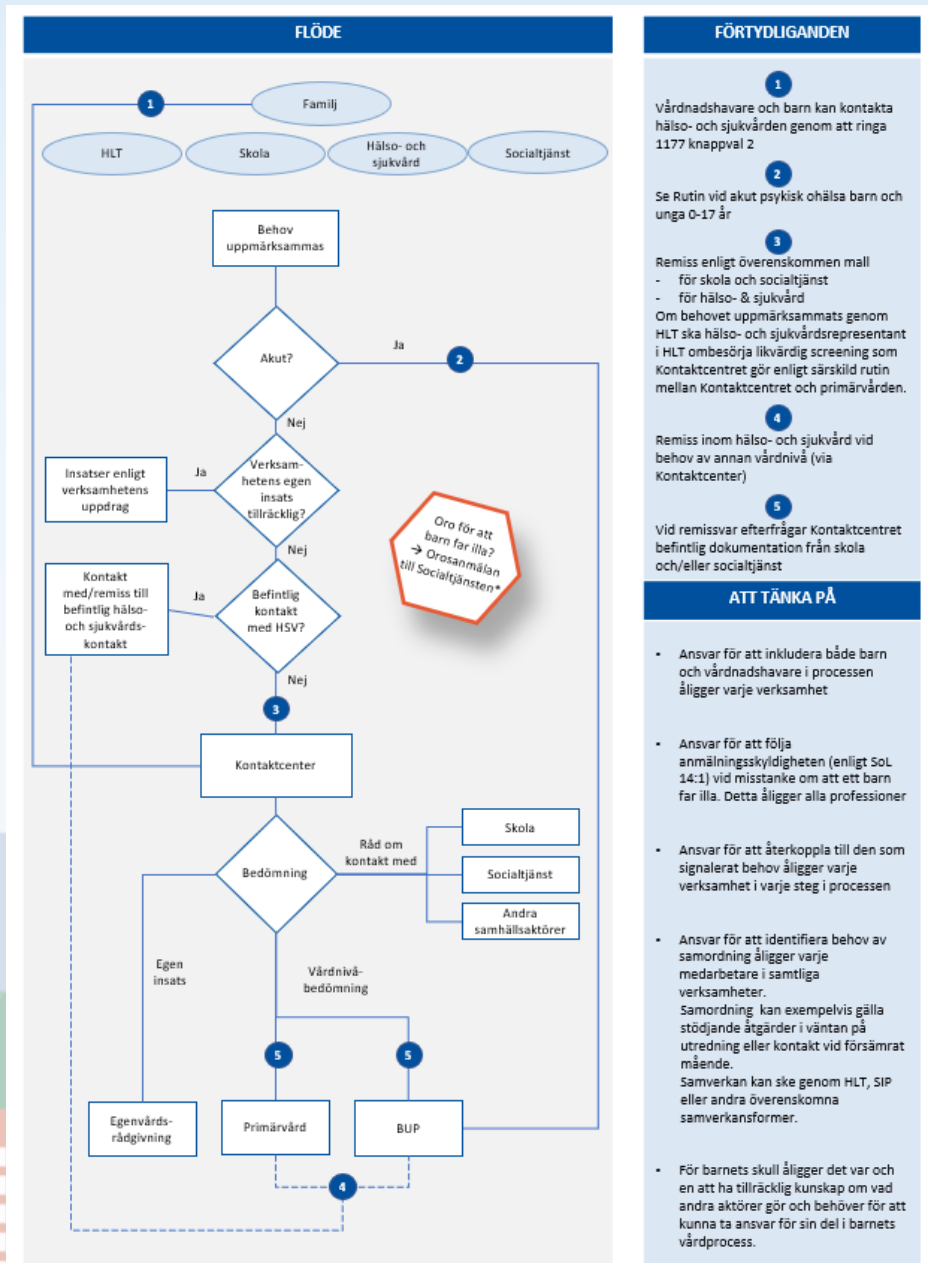 FLÖDE
1
Familj
HLT
Skola
Hälso- och
sjukvård
Socialtjänst
Behov
uppmärksammas
Akut?
Ja
2
Nej
Verksam-
hetens egen
insats
tillräcklig?
Ja
Insatser enligt
verksamhetens
uppdrag
Nej
Oro för att
barn far illa?
→ Orosanmälan
till Socialtjänsten*
Kontakt
med/remiss till
befintlig hälso-
och sjukvårds-
kontakt
Ja
Befintlig
kontakt
med HSV?
Nej
3
Kontaktcenter
Bedömning
Råd om
kontakt med
Skola
Socialtjänst
Andra
samhällsaktörer
Egen
insats
Vårdnivå-
bedömning
5
5
Egenvårds-
rådgivning
Primärvård
BUP
4
FÖRTYDLIGANDEN
1
Vårdnadshavare och barn kan kontakta
hälso- och sjukvården genom att ringa
1177 knappval 2
2
Se Rutin vid akut psykisk ohälsa barn och
unga 0-17 år
3
Remiss enligt överenskommen mall
- för skola och socialtjänst
- för hälso- & sjukvård
Om behovet uppmärksammats genom
HLT ska hälso- och sjukvårdsrepresentant
i HLT ombesörja likvärdig screening som
Kontaktcentret gör enligt särskild rutin
mellan Kontaktcentret och primärvården.
4
Remiss inom hälso- och sjukvård vid
behov av annan vårdnivå (via
Kontaktcenter)
5
Vid remissvar efterfrågar Kontaktcentret
befintlig dokumentation från skola
och/eller socialtjänst
ATT TÄNKA PÅ
▪ Ansvar för att inkludera både barn
och vårdnadshavare i processen
åligger varje verksamhet
▪ Ansvar för att följa
anmälningsskyldigheten (enligt SoL
14:1) vid misstanke om att ett barn
far illa. Detta åligger alla professioner
▪ Ansvar för att återkoppla till den som
signalerat behov åligger varje
verksamhet i varje steg i processen
▪ Ansvar för att identifiera behov av
samordning åligger varje
medarbetare i samtliga
verksamheter.
Samordning kan exempelvis gälla
stödjande åtgärder i väntan på
utredning eller kontakt vid försämrat
mående.
Samverkan kan ske genom HLT, SIP
eller andra överenskomna
samverkansformer.
▪ För barnets skull åligger det var och
en att ha tillräcklig kunskap om vad
andra aktörer gör och behöver för att
kunna ta ansvar för sin del i barnets
vårdprocess.